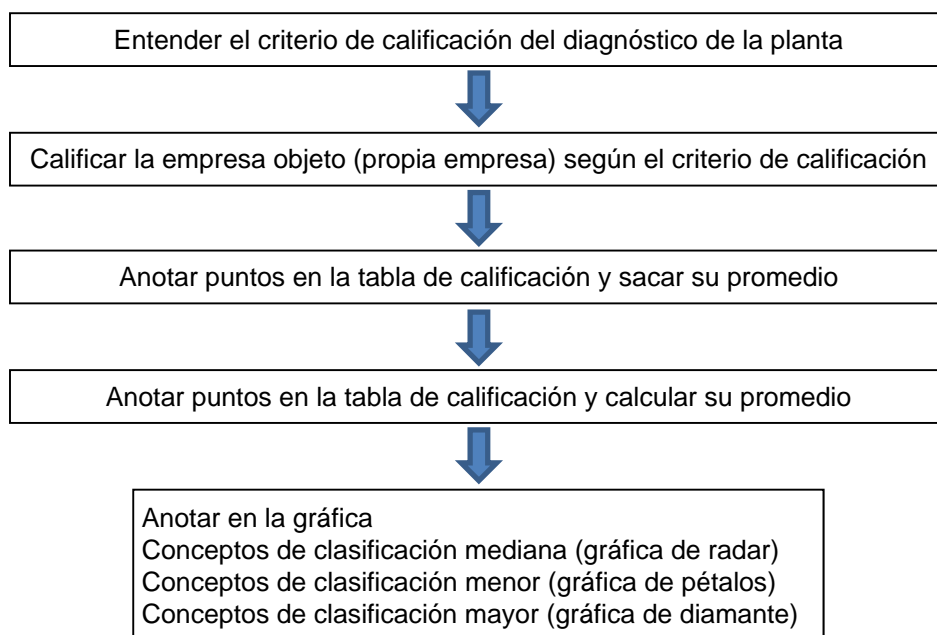 Entender el criterio de calificación del diagnóstico de la planta
Calificar la empresa objeto (propia empresa) según el criterio de calificación
Anotar puntos en la tabla de calificación y sacar su promedio
Anotar puntos en la tabla de calificación y calcular su promedio
Anotar en la gráfica
Conceptos de clasificación mediana (gráfica de radar)
Conceptos de clasificación menor (gráfica de pétalos)
Conceptos de clasificación mayor (gráfica de diamante)